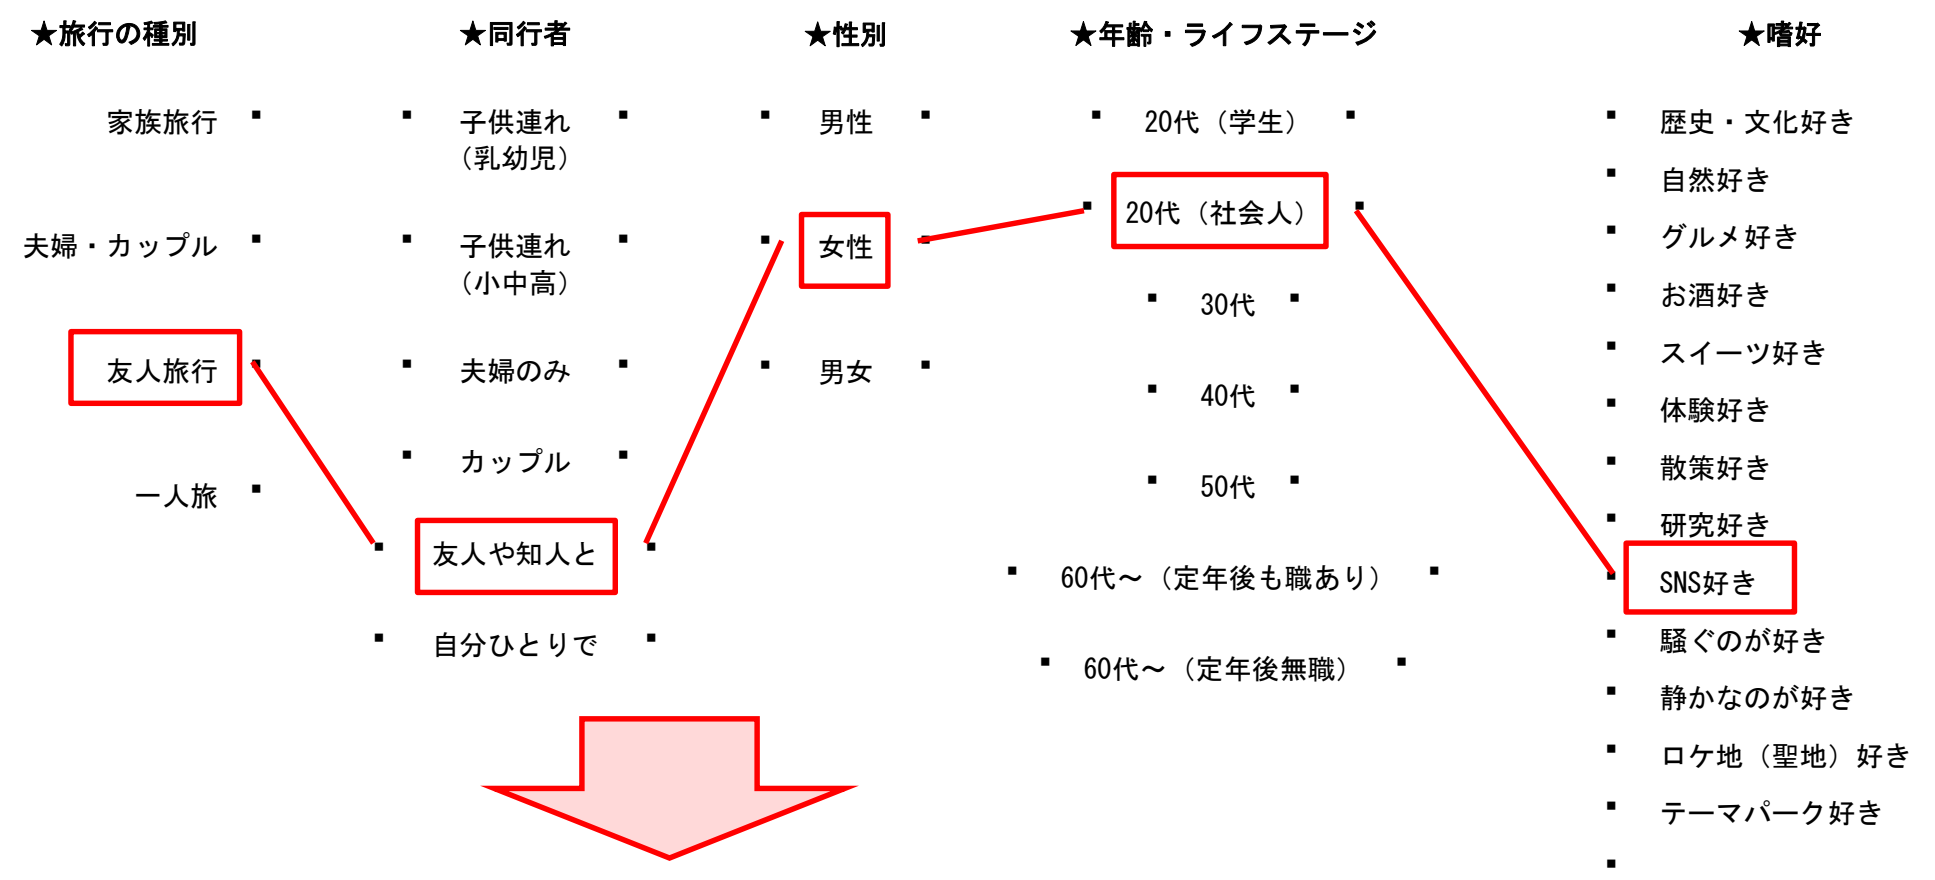 ★旅行の種別
家族旅行
夫婦・カップル
友人旅行
一人旅
★同行者
子供連れ
（乳幼児）
子供連れ
（小中高）
夫婦のみ
カップル
友人や知人と
自分ひとりで
★性別
男性
女性
男女
★年齢・ライフステージ
20代（学生）
20代（社会人）
30代
40代
50代
60代～（定年後も職あり）
60代～（定年後無職）
★嗜好
歴史・文化好き
自然好き
グルメ好き
お酒好き
スイーツ好き
体験好き
散策好き
研究好き
SNS好き
騒ぐのが好き
静かなのが好き
ロケ地（聖地）好き
テーマパーク好き